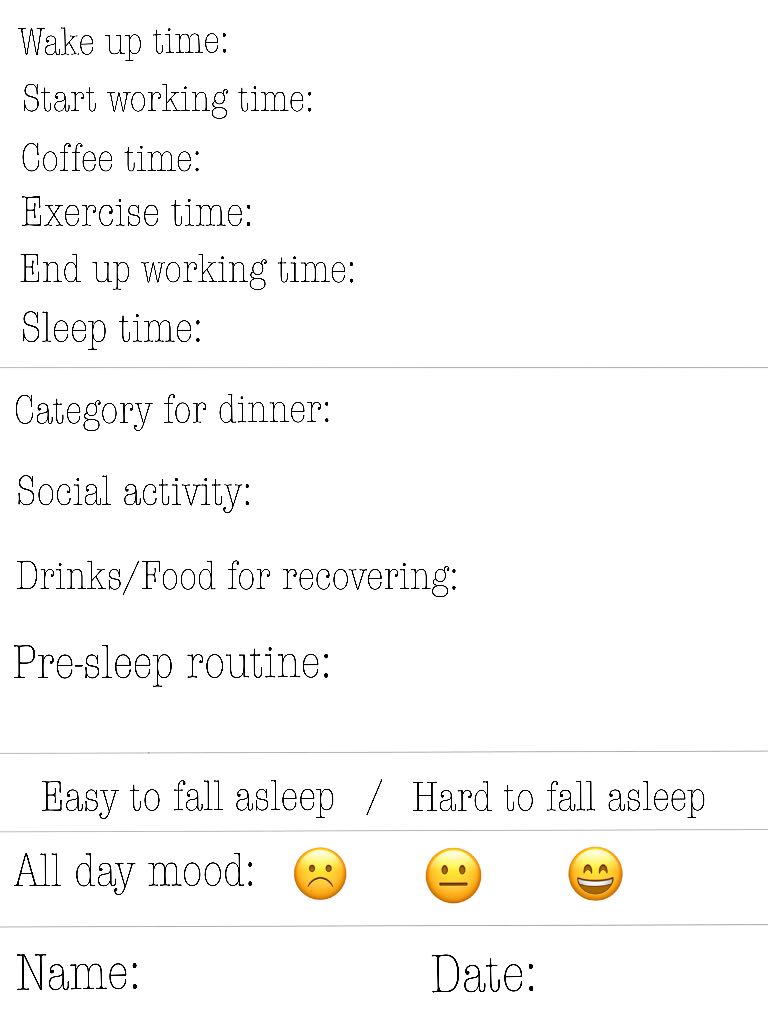 Wake up time:
Start working time:
Coffee time:
Exercise time:
End up working time:
Sleep time:
Category for dinner:
Social activity:
Drinks/Food for recovering:
Pre-sleep routine:
Easy to fall asleep / Hard to fall asleep
All day mood: ☹️ 😐 😄
Name: Date: